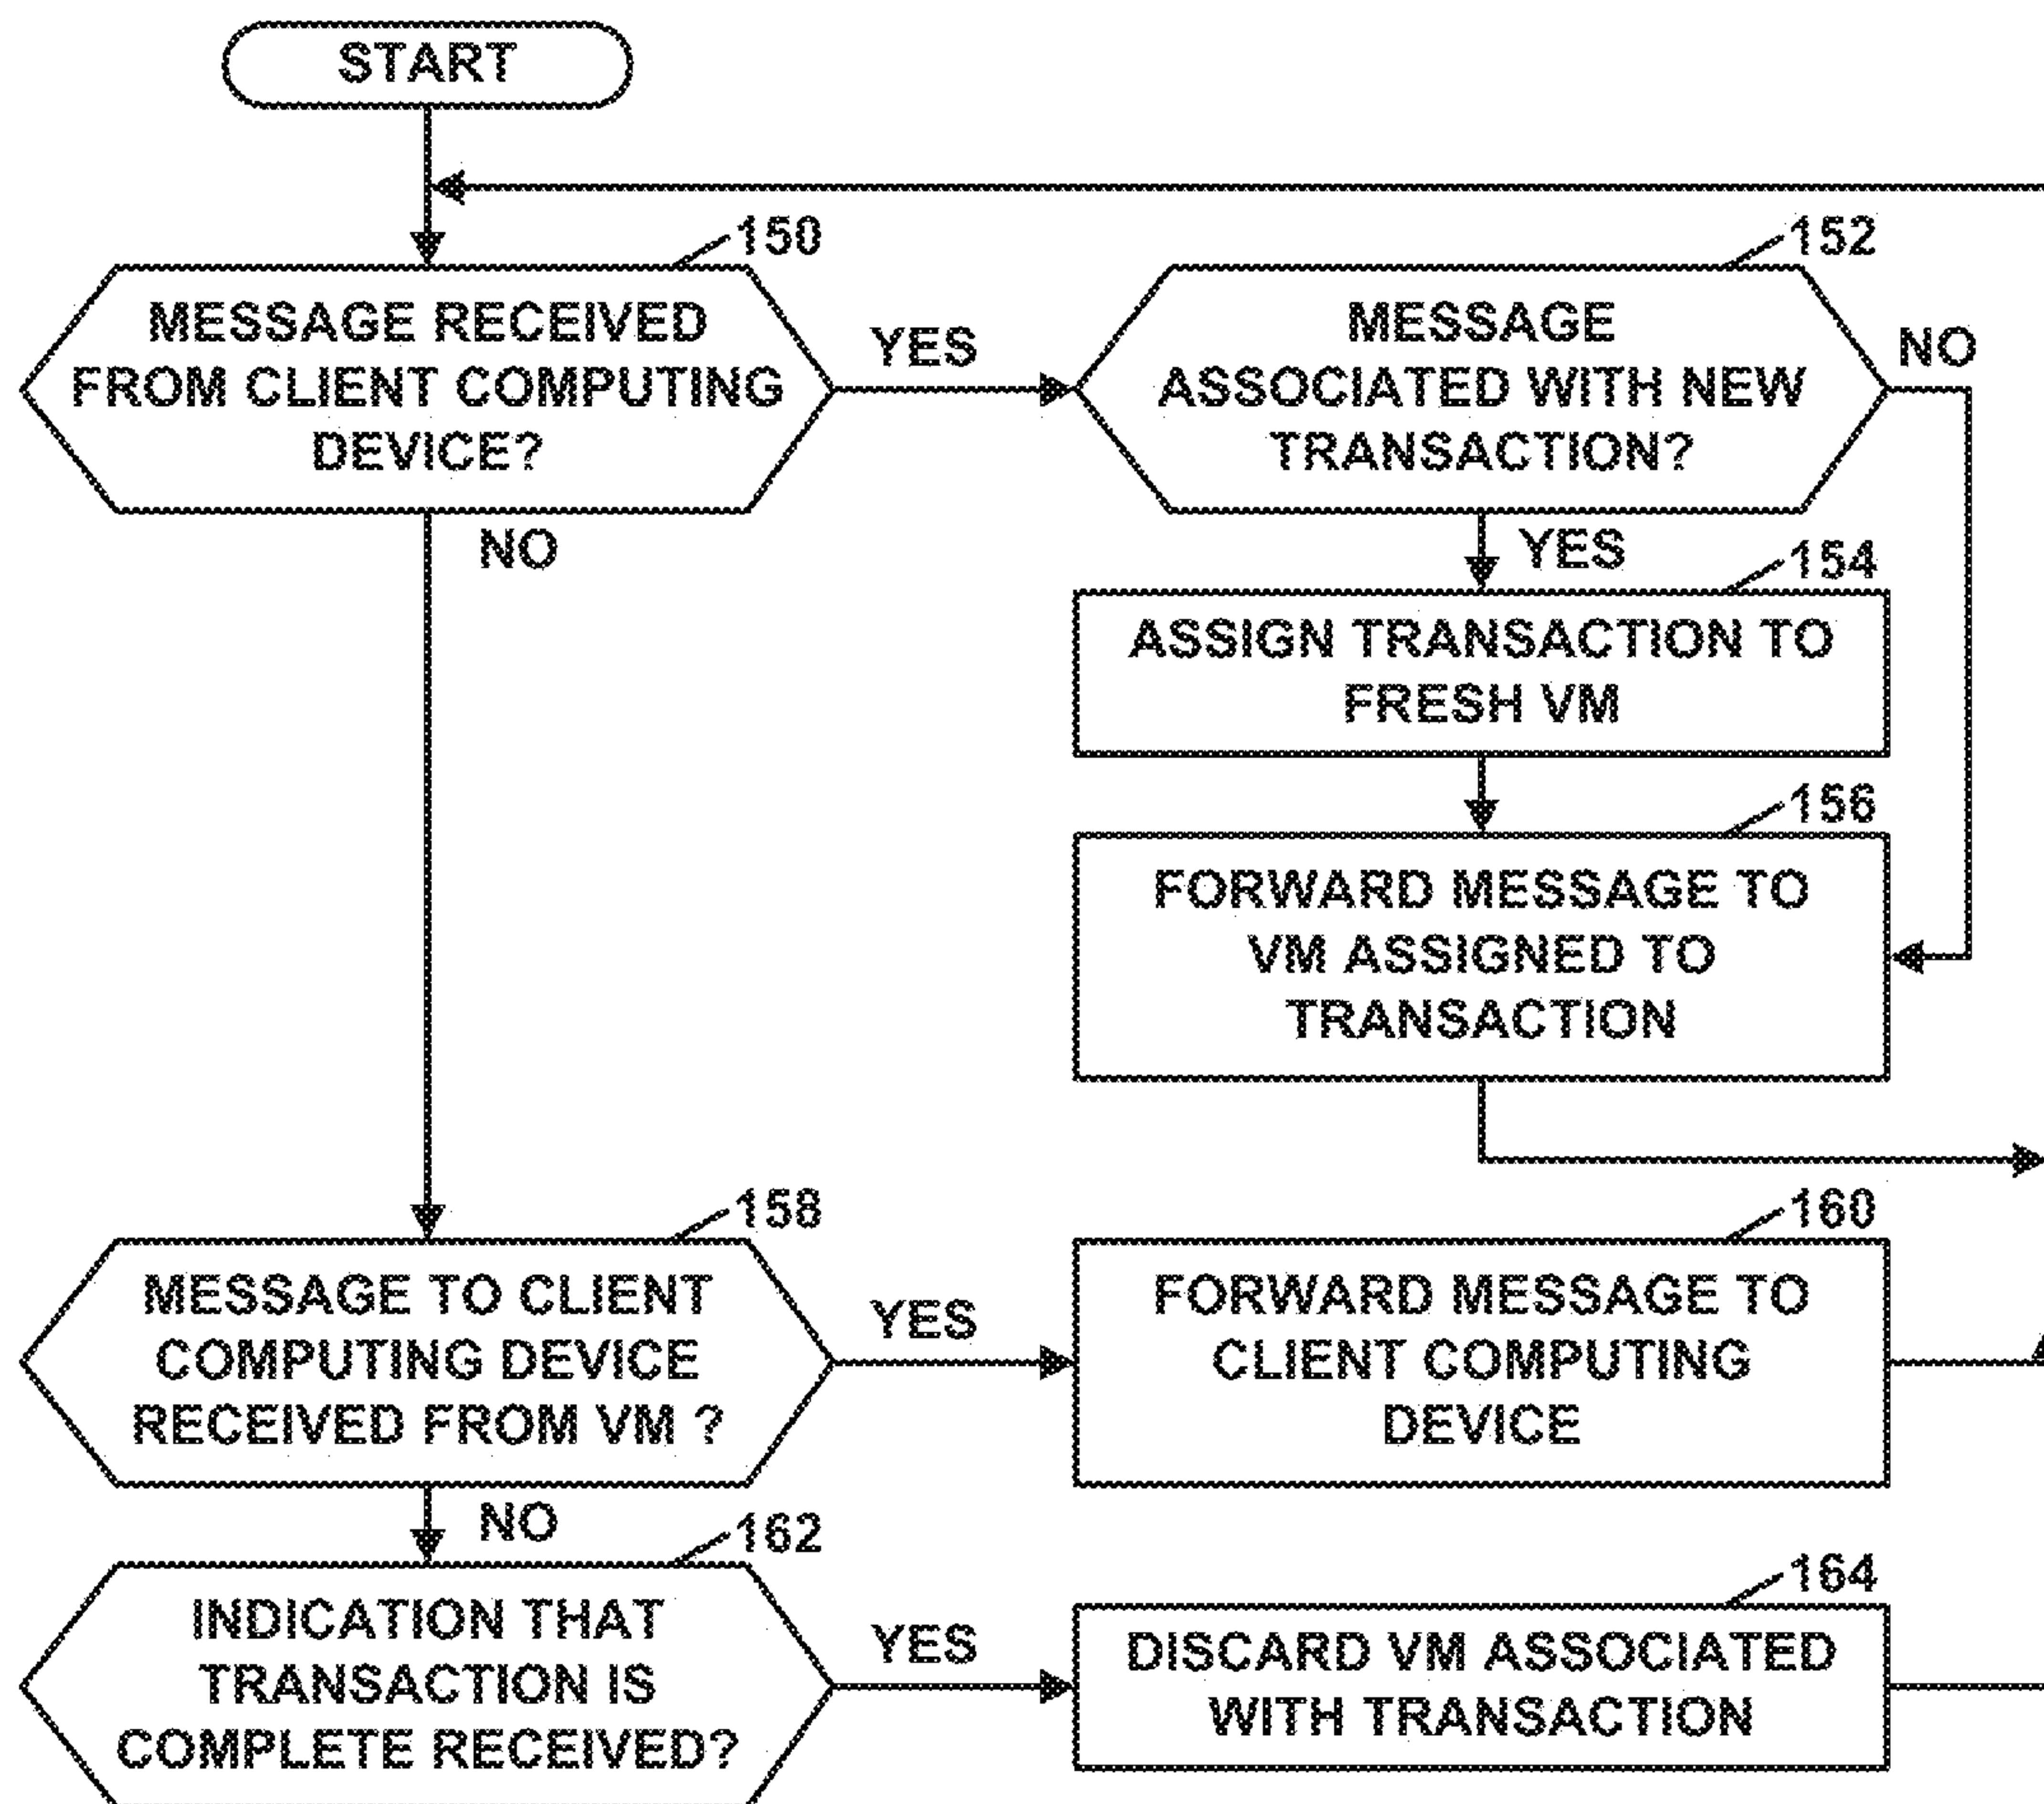 START
150
MESSAGE RECEIVED
FROM CLIENT COMPUTING
DEVICE?
YES
NO
152
MESSAGE
ASSOCIATED WITH NEW
TRANSACTION?
NO
YES
154
ASSIGN TRANSACTION TO
FRESH VM
156
FORWARD MESSAGE TO
VM ASSIGNED TO
TRANSACTION
158
MESSAGE TO CLIENT
COMPUTING DEVICE
RECEIVED FROM VM ?
YES
NO
160
FORWARD MESSAGE TO
CLIENT COMPUTING
DEVICE
162
INDICATION THAT
TRANSACTION IS
COMPLETE RECEIVED?
YES
164
DISCARD VM ASSOCIATED
WITH TRANSACTION